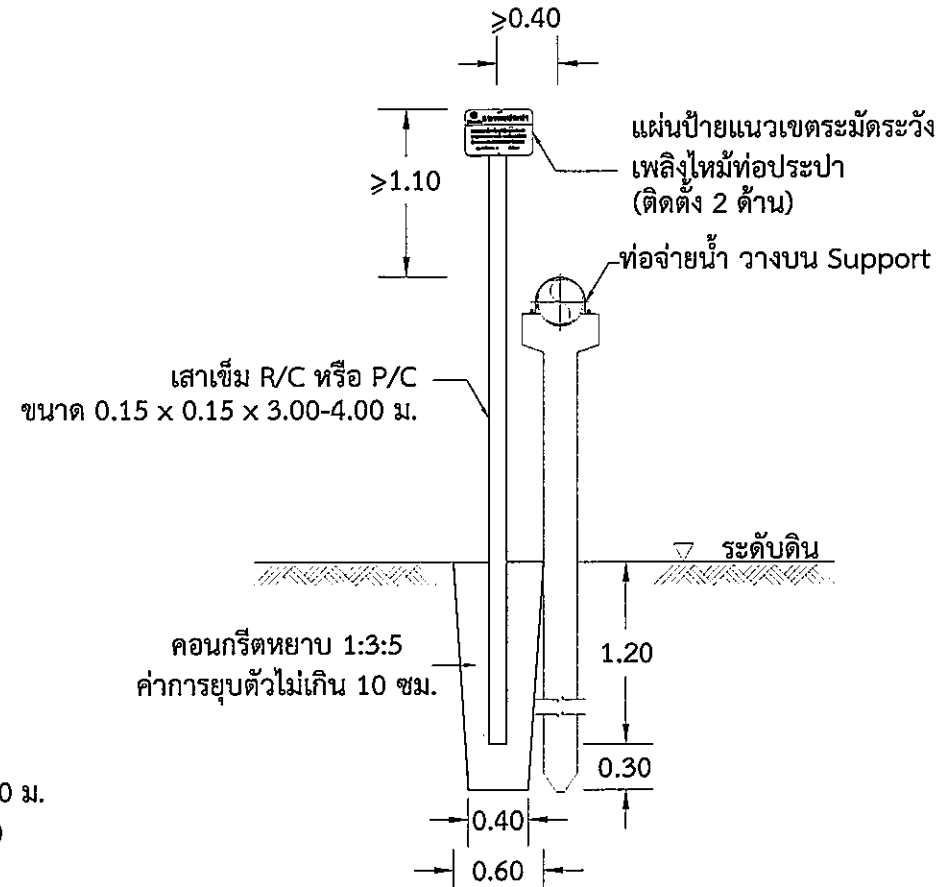 ≥0.40
แผ่นป้ายแนวเขตระมัดระวัง
เพลิงไหม้ท่อประปา
(ติดตั้ง 2 ด้าน)
≥1.10
ท่อจ่ายน้ำ วางบน Support
เสาเข็ม R/C หรือ P/C
ขนาด 0.15 x 0.15 x 3.00-4.00 ม.
ระดับดิน
คอนกรีตหยาบ 1:3:5
ค่าการยุบตัวไม่เกิน 10 ซม.
1.20
0.30
0 ม.
)
0.40
0.60